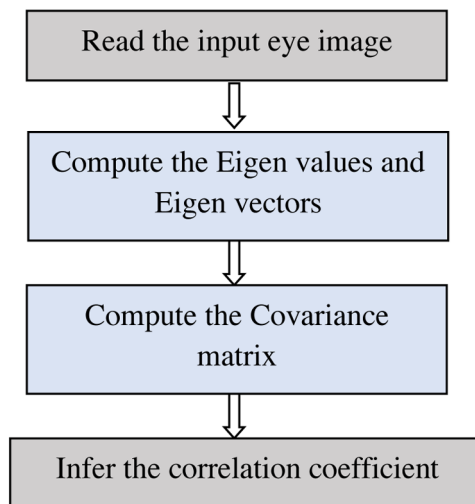 Read the input eye image
Compute the Eigen values and
Eigen vectors
Compute the Covariance
matrix
Infer the correlation coefficient